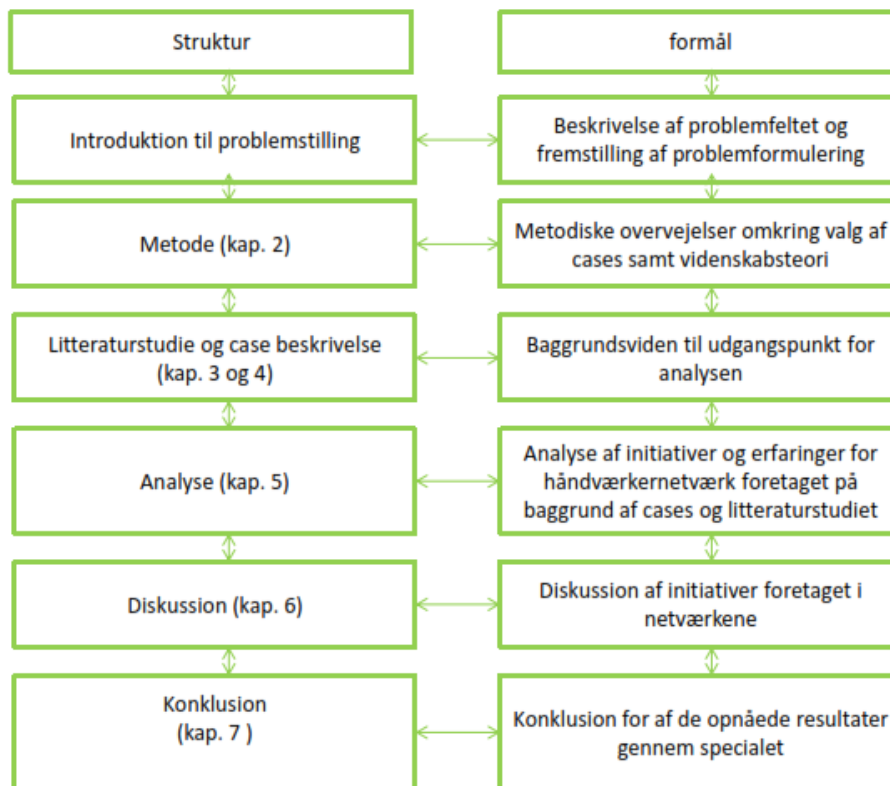 Struktur
formål
Introduktion til problemstilling
Beskrivelse af problemfeltet og
fremstilling af problemformulering
Metode (kap. 2)
Metodiske overvejelser omkring valg af
cases samt videnskabsteori
Litteraturstudie og case beskrivelse
(kap. 3 og 4)
Baggrundsviden til udgangspunkt for
analysen
Analyse (kap. 5)
Analyse af initiativer og erfaringer for
håndværkernetværk foretaget på
baggrund af cases og litteraturstudiet
Diskussion (kap. 6)
Diskussion af initiativer foretaget i
netværkene
Konklusion
(kap. 7 )
Konklusion for af de opnåede resultater
gennem specialet